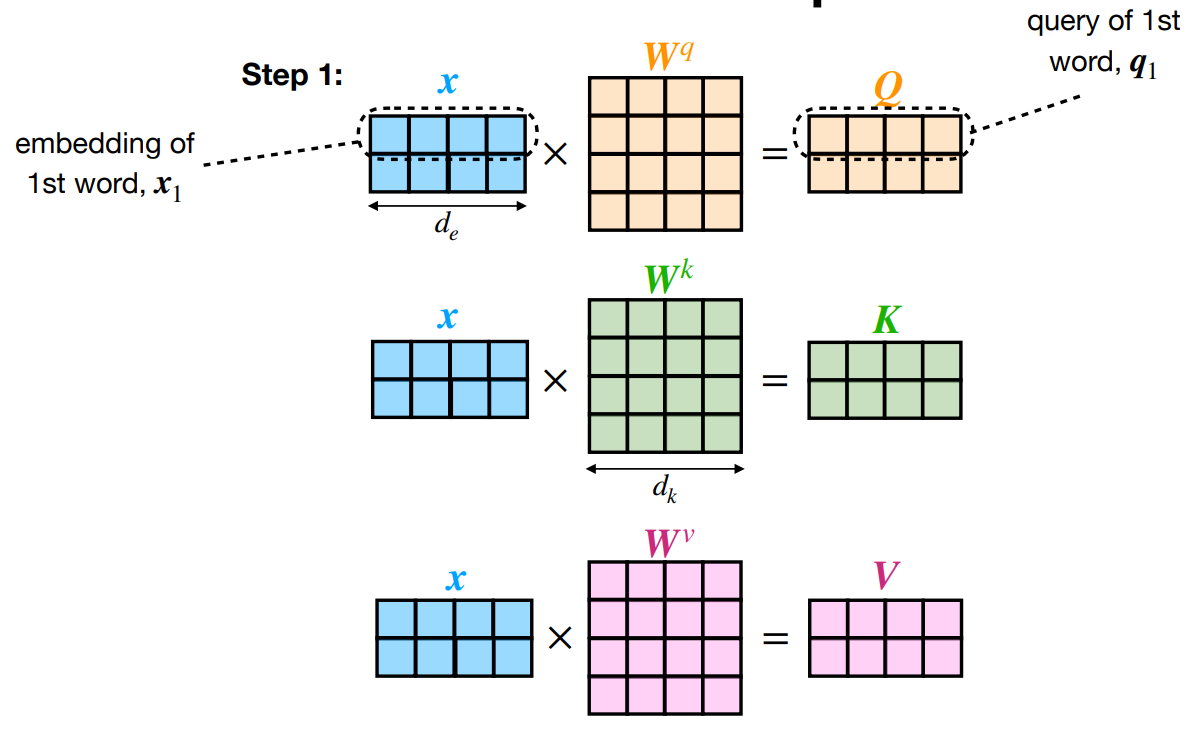 Step 1:
x
W^q
Q
query of 1st
word, q_1
embedding of
1st word, x_1
×
=
d_e
x
W^k
K
×
=
d_k
x
W^v
V
×
=